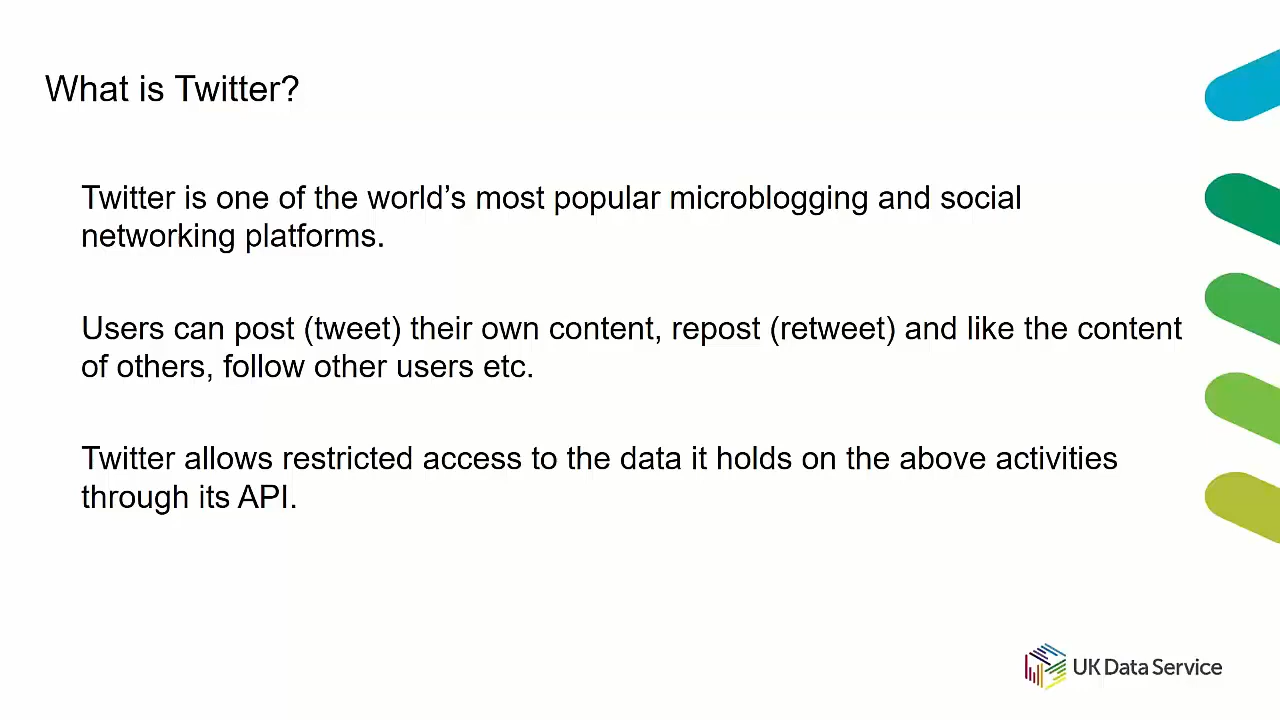 What is Twitter?
Twitter is one of the world’s most popular microblogging and social
networking platforms.
Users can post (tweet) their own content, repost (retweet) and like the content
of others, follow other users etc.
Twitter allows restricted access to the data it holds on the above activities
through its API.
UK Data Service